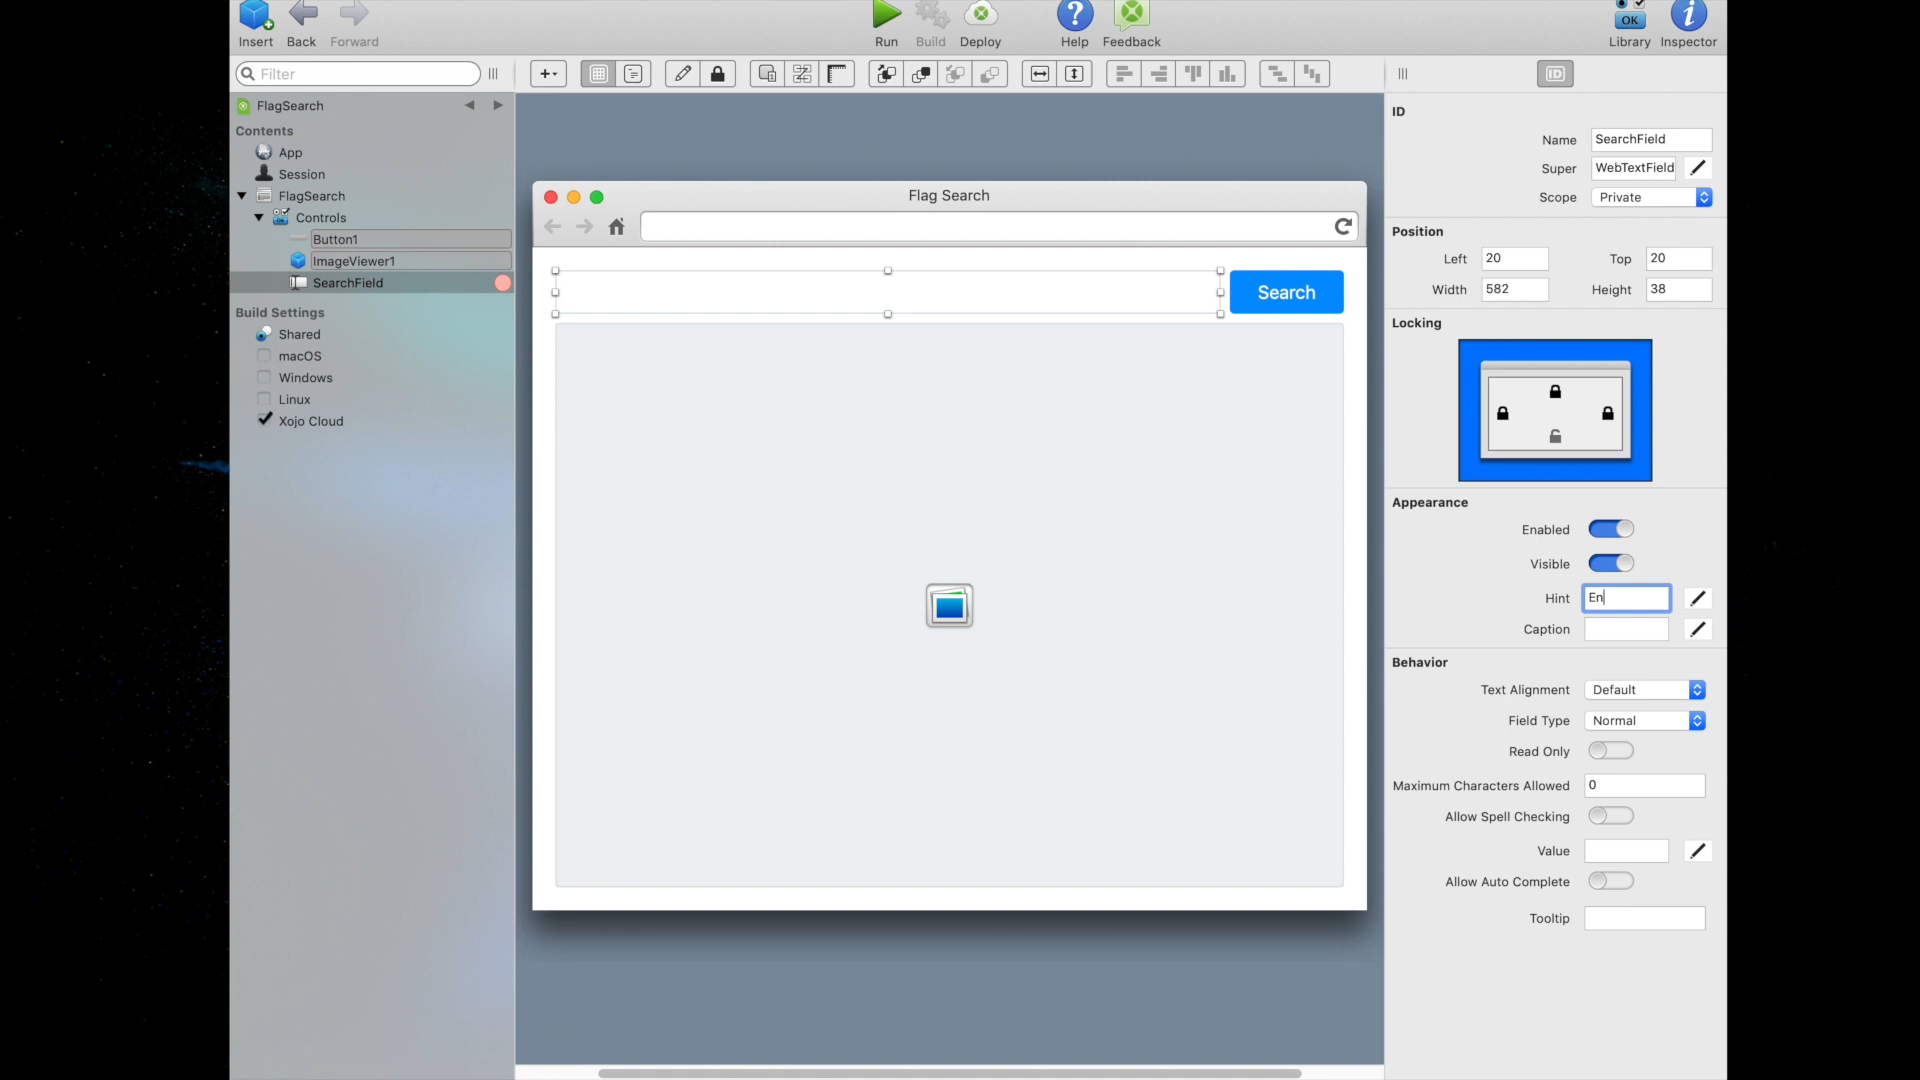 Insert Back Forward Run Build Deploy Help Feedback OK Library Inspector
Filter ID
FlagSearch
Contents
App
Session
FlagSearch
Controls
Button1
ImageViewer1
SearchField
Build Settings
Shared
macOS
Windows
Linux
Xojo Cloud
Flag Search
Search
ID
Name SearchField
Super WebTextField
Scope Private
Position
Left 20 Top 20
Width 582 Height 38
Locking
Appearance
Enabled
Visible
Hint En
Caption
Behavior
Text Alignment Default
Field Type Normal
Read Only
Maximum Characters Allowed 0
Allow Spell Checking
Value
Allow Auto Complete
Tooltip